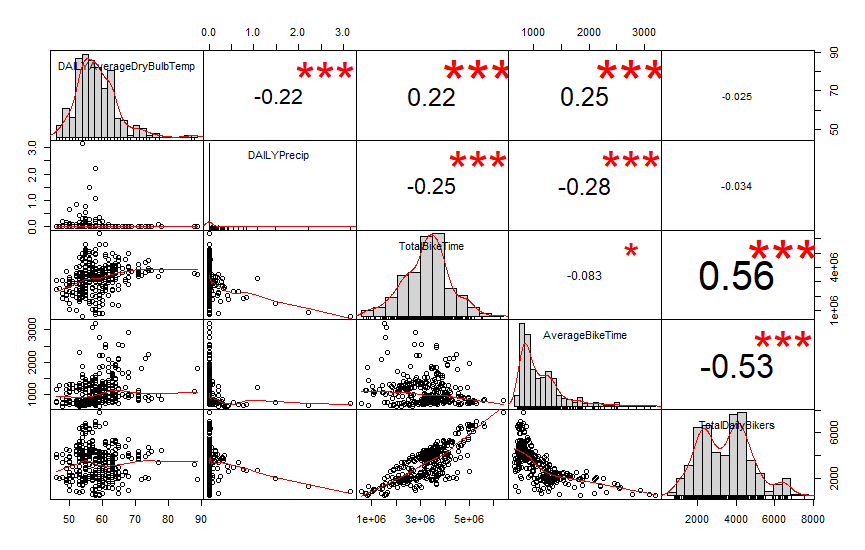 0.0 1.0 2.0 3.0
1000 2000 3000
DAILYAverageDryBulbTemp
***
-0.22
***
0.22
***
0.25
-0.025
50 70 90
0.0 1.0 2.0 3.0
DAILYPrecip
***
-0.25
***
-0.28
-0.034
TotalBikeTime
*
-0.083
***
0.56
1e+06 4e+06
1000 2000 3000
AverageBikeTime
***
-0.53
TotalDailyBikers
2000 6000
50 60 70 80 90
1e+06 3e+06 5e+06
2000 4000 6000 8000